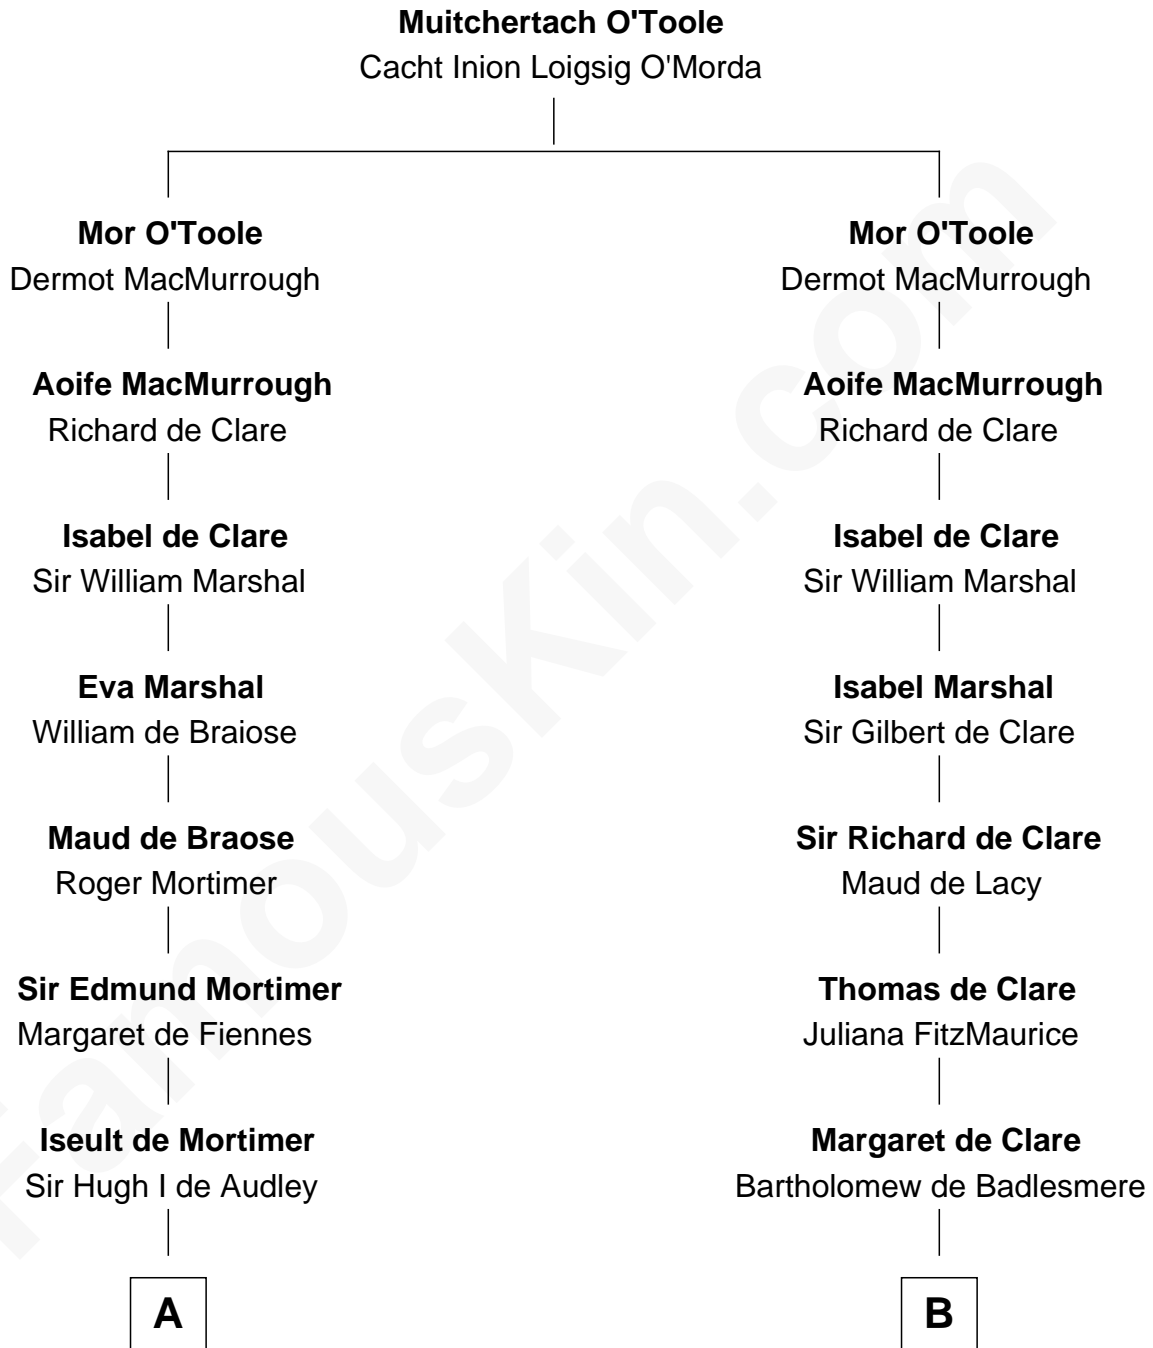 Muitchertach O'Toole
Cacht Inion Loigsig O'Morda
Mor O'Toole
Dermot MacMurrough
Aoife MacMurrough
Richard de Clare
Isabel de Clare
Sir William Marshal
Eva Marshal
William de Braiose
Maud de Braose
Roger Mortimer
Sir Edmund Mortimer
Margaret de Fiennes
Iseult de Mortimer
Sir Hugh I de Audley
A
Mor O'Toole
Dermot MacMurrough
Aoife MacMurrough
Richard de Clare
Isabel de Clare
Sir William Marshal
Isabel Marshal
Sir Gilbert de Clare
Sir Richard de Clare
Maud de Lacy
Thomas de Clare
Juliana FitzMaurice
Margaret de Clare
Bartholomew de Badlesmere
B
FamousKin.com